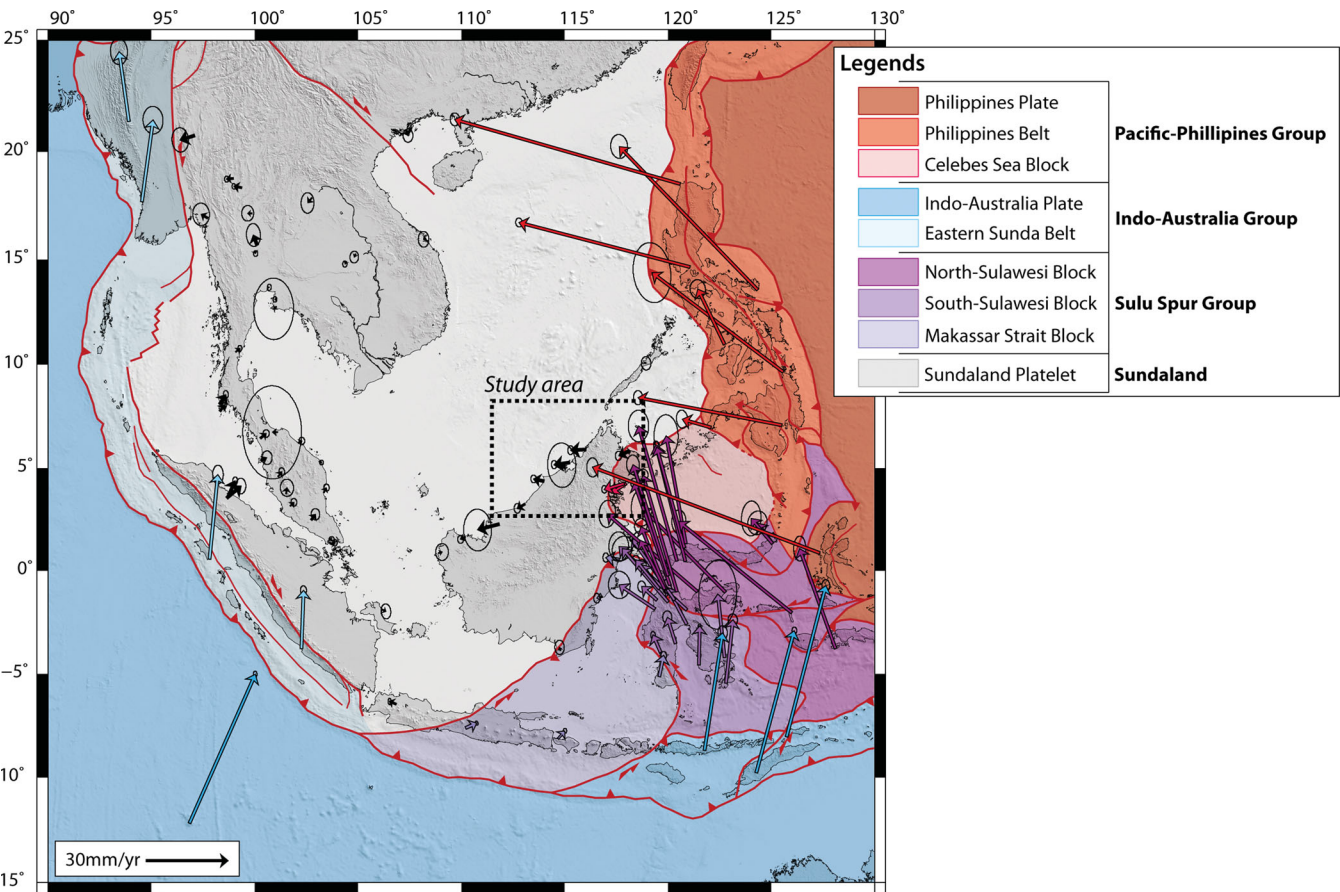 90˚ 95˚ 100˚ 105˚ 110˚ 115˚ 120˚ 125˚ 130˚
25˚
20˚
15˚
10˚
5˚
0˚
−5˚
10˚
15˚
Study area
30mm/yr
Legends
Philippines Plate
Philippines Belt
Celebes Sea Block
Pacific-Phillipines Group
Indo-Australia Plate
Eastern Sunda Belt
Indo-Australia Group
North-Sulawesi Block
South-Sulawesi Block
Makassar Strait Block
Sulu Spur Group
Sundaland Platelet
Sundaland